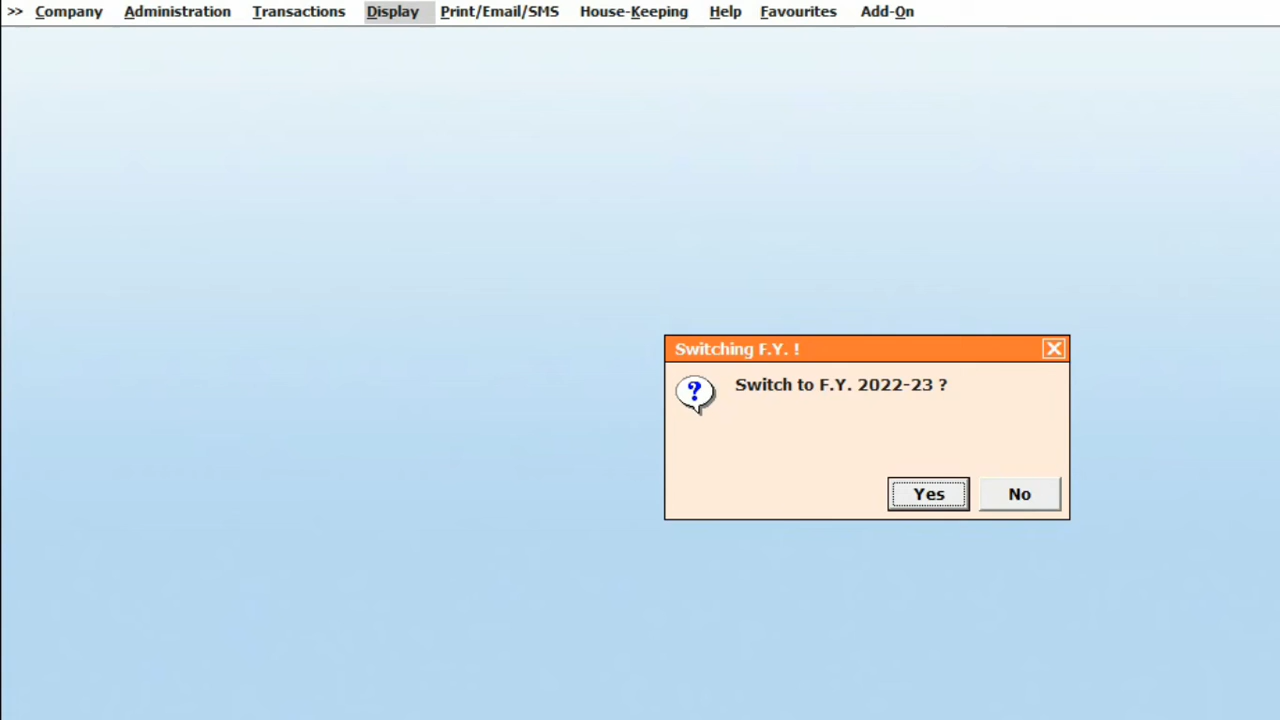 >> Company Administration Transactions Display Print/Email/SMS House-Keeping Help Favourites Add-On
Switching F.Y. !
? Switch to F.Y. 2022-23 ?
Yes No